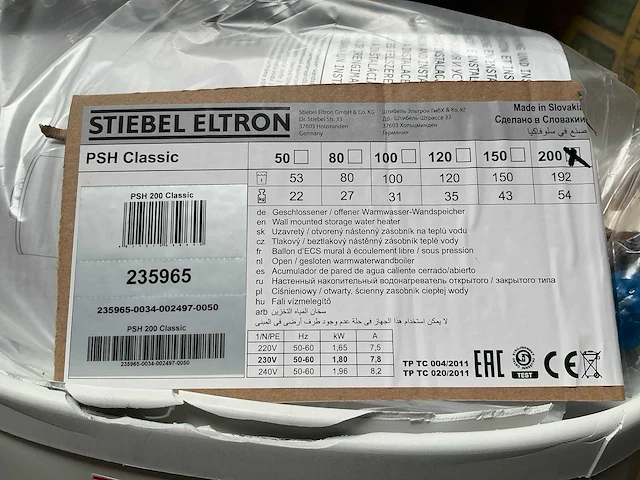 STIEBEL ELTRON
Stiebel Eltron GmbH & Co. KG
Dr. Stiebel Str. 33
37603 Holzminden
Germany
Штибель Эльтрон ГмбХ & Ко. КГ
Др.-Штибель-Штрассе 33
37603 Хольцминден
Германия
Made in Slovakia
Сделано в Словакии
صنع في سلوفاكيا
PSH Classic
50 80 100 120 150 200
53 80 100 120 150 192
kg 22 27 31 35 43 54
PSH 200 Classic
235965
235965-0034-002497-0050
PSH 200 Classic
235965-0034-002497-0050
de Geschlossener / offener Warmwasser-Wandspeicher
en Wall mounted storage water heater
sk Uzavretý / otvorený nástenný zásobník na teplú vodu
cz Tlakový / beztlakový nástenný zásobník teplé vody
fr Ballon d'ECS mural à écoulement libre / sous pression
nl Open / gesloten warmwaterwandboiler
es Acumulador de pared de agua caliente cerrado/abierto
ru Настенный накопительный водонагреватель открытого / закрытого типа
pl Ciśnieniowy / otwarty, ścienny zasobnik ciepłej wody
hu Fali vízmelegítő
arb سخان المياه التخزين
لا يمكن استخدام هذا الجهاز في حلة عدم وجود طرف أرضي في المبنى
1/N/PE Hz kW A
220V 50-60 1,65 7,5
230V 50-60 1,80 7,8
240V 50-60 1,96 8,2
TP TC 004/2011
TP TC 020/2011
EAC
TEST
CE